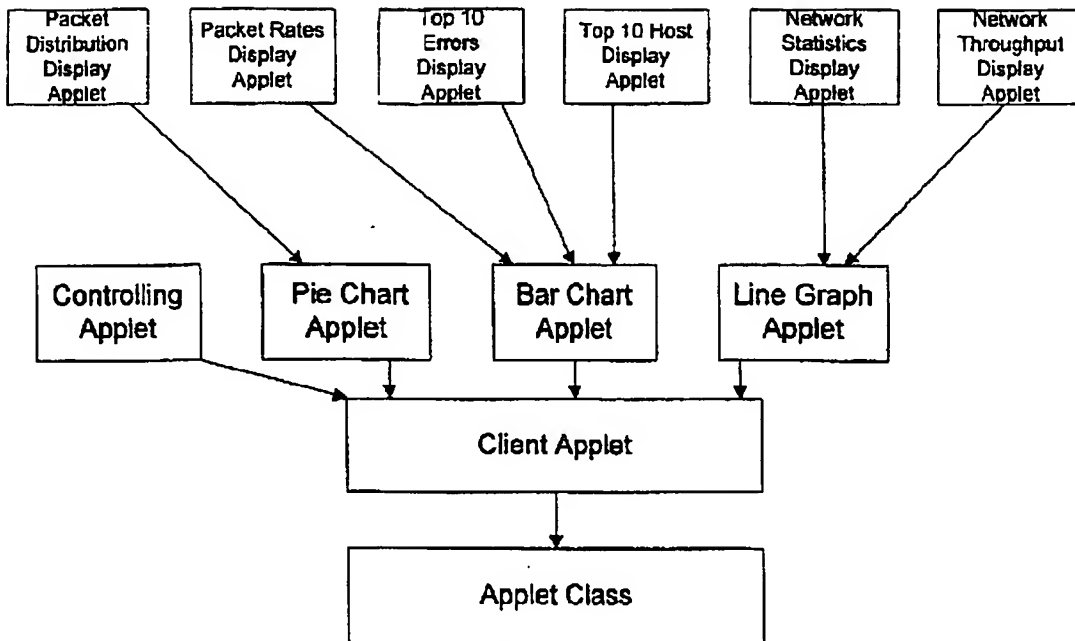 Packet
Distribution
Display
Applet
Packet Rates
Display
Applet
Top 10
Errors
Display
Applet
Top 10 Host
Display
Applet
Network
Statistics
Display
Applet
Network
Throughput
Display
Applet
Controlling
Applet
Pie Chart
Applet
Bar Chart
Applet
Line Graph
Applet
Client Applet
Applet Class